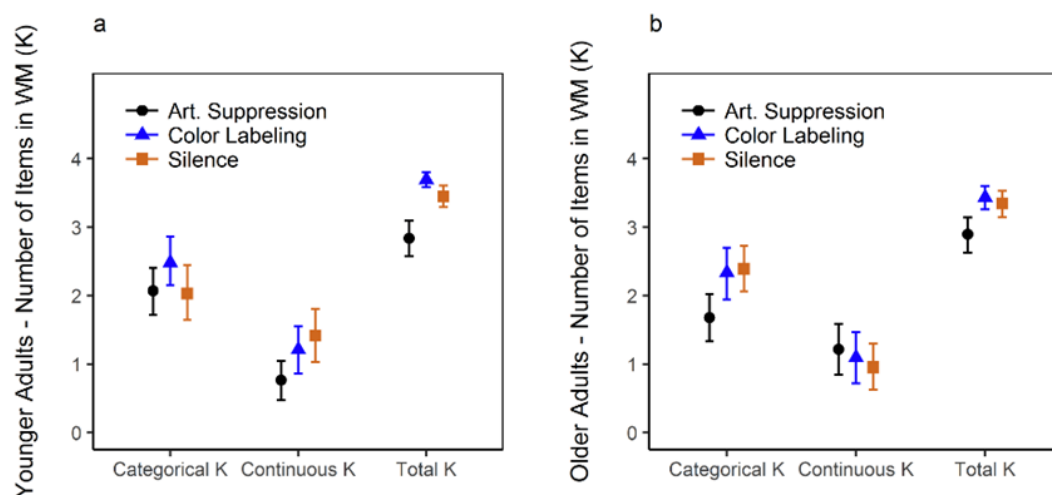 a
Younger Adults - Number of Items in WM (K)
Art. Suppression
Color Labeling
Silence
4
3
2
1
0
Categorical K Continuous K Total K
b
Older Adults - Number of Items in WM (K)
Art. Suppression
Color Labeling
Silence
4
3
2
1
0
Categorical K Continuous K Total K